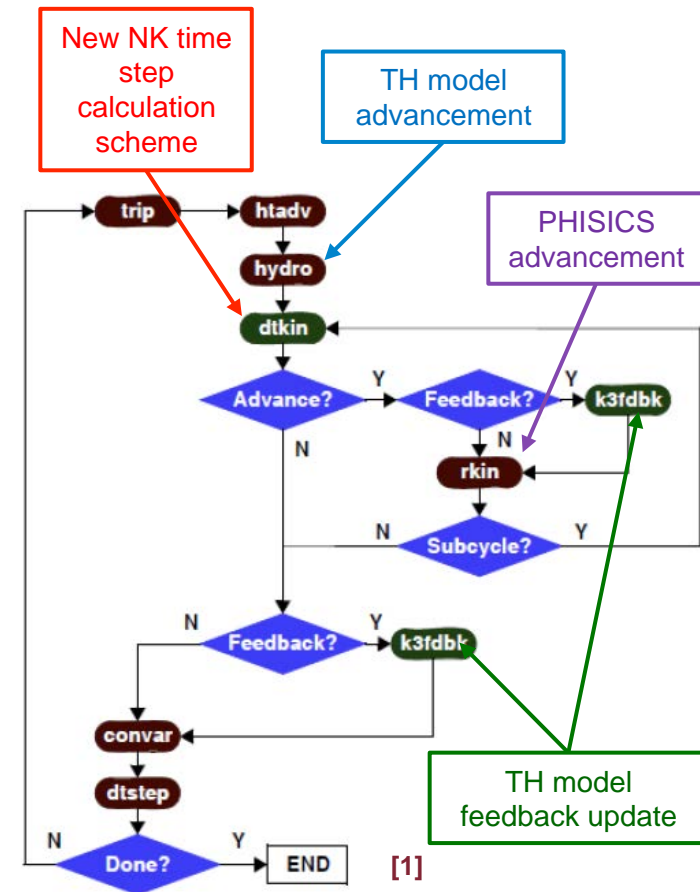 New NK time
step
calculation
scheme
TH model
advancement
trip
htadv
PHISICS
advancement
hydro
dtkin
Y
Y
Advance?
Feedback?
k3fdbk
N
N
rkin
N
Y
Subcycle?
N
Y
Feedback?
k3fdbk
convar
TH model
feedback update
dtstep
N
Y
Done?
END
[1]